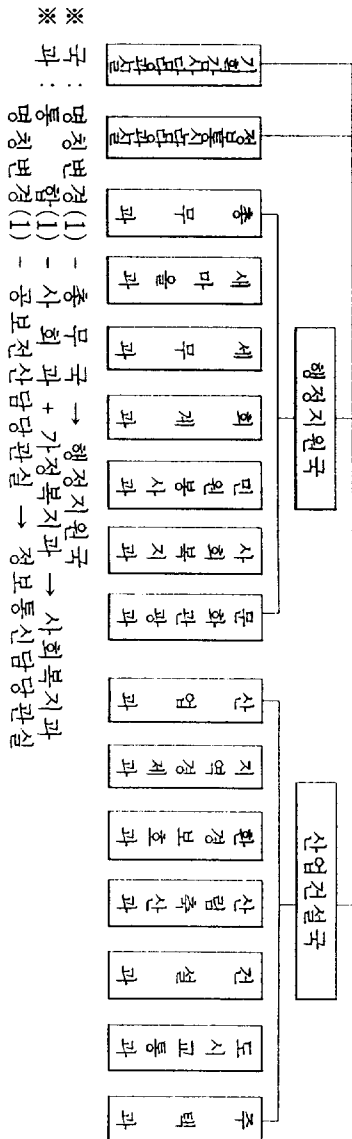 행정지원국
산업건설국
기획감사담당관실
정보통신담당관실
총 무 과
새 마 을 과
세 무 과
회 계 과
민 원 봉 사 과
사 회 복 지 과
문 화 관 광 과
산 업 과
지 역 경 제 과
환 경 보 호 과
산 림 축 산 과
건 설 과
도 시 교 통 과
주 택 과
※ 국 : 명칭변경(1) - 총 무 국 → 행정지원국
※ 과 : 통 합(1) - 사 회 과 + 가정복지과 → 사회복지과
명칭변경(1) - 공보전산담당관실 → 정보통신담당관실